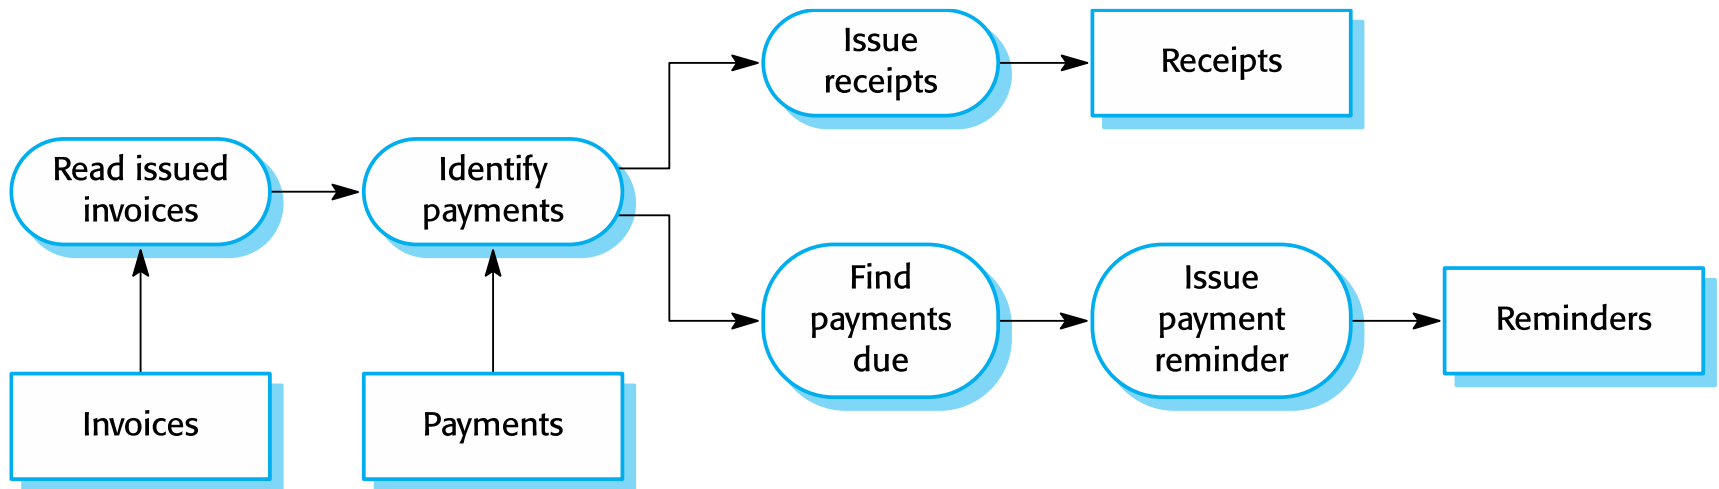 Issue
receipts
Receipts
Read issued
invoices
Identify
payments
Find
payments
due
Issue
payment
reminder
Reminders
Invoices
Payments